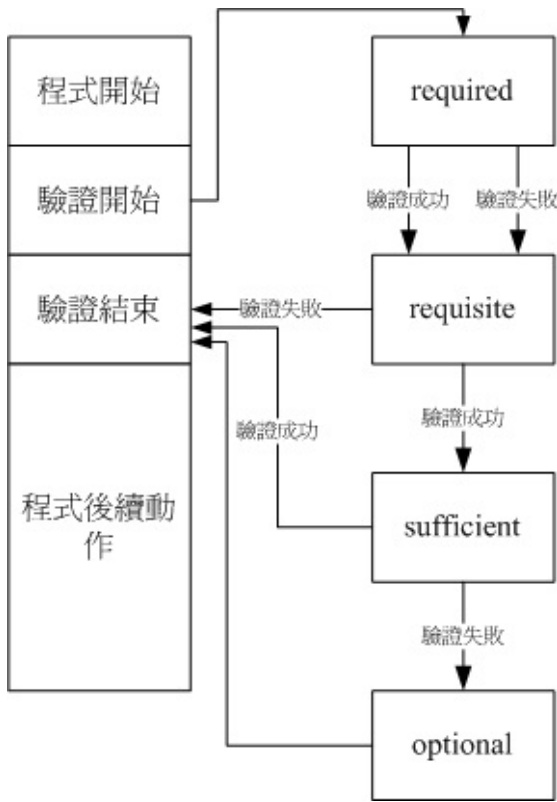 程式開始
驗證開始
驗證結束
程式後續動
作
required
驗證成功
驗證失敗
requisite
驗證失敗
驗證成功
驗證成功
sufficient
驗證失敗
optional